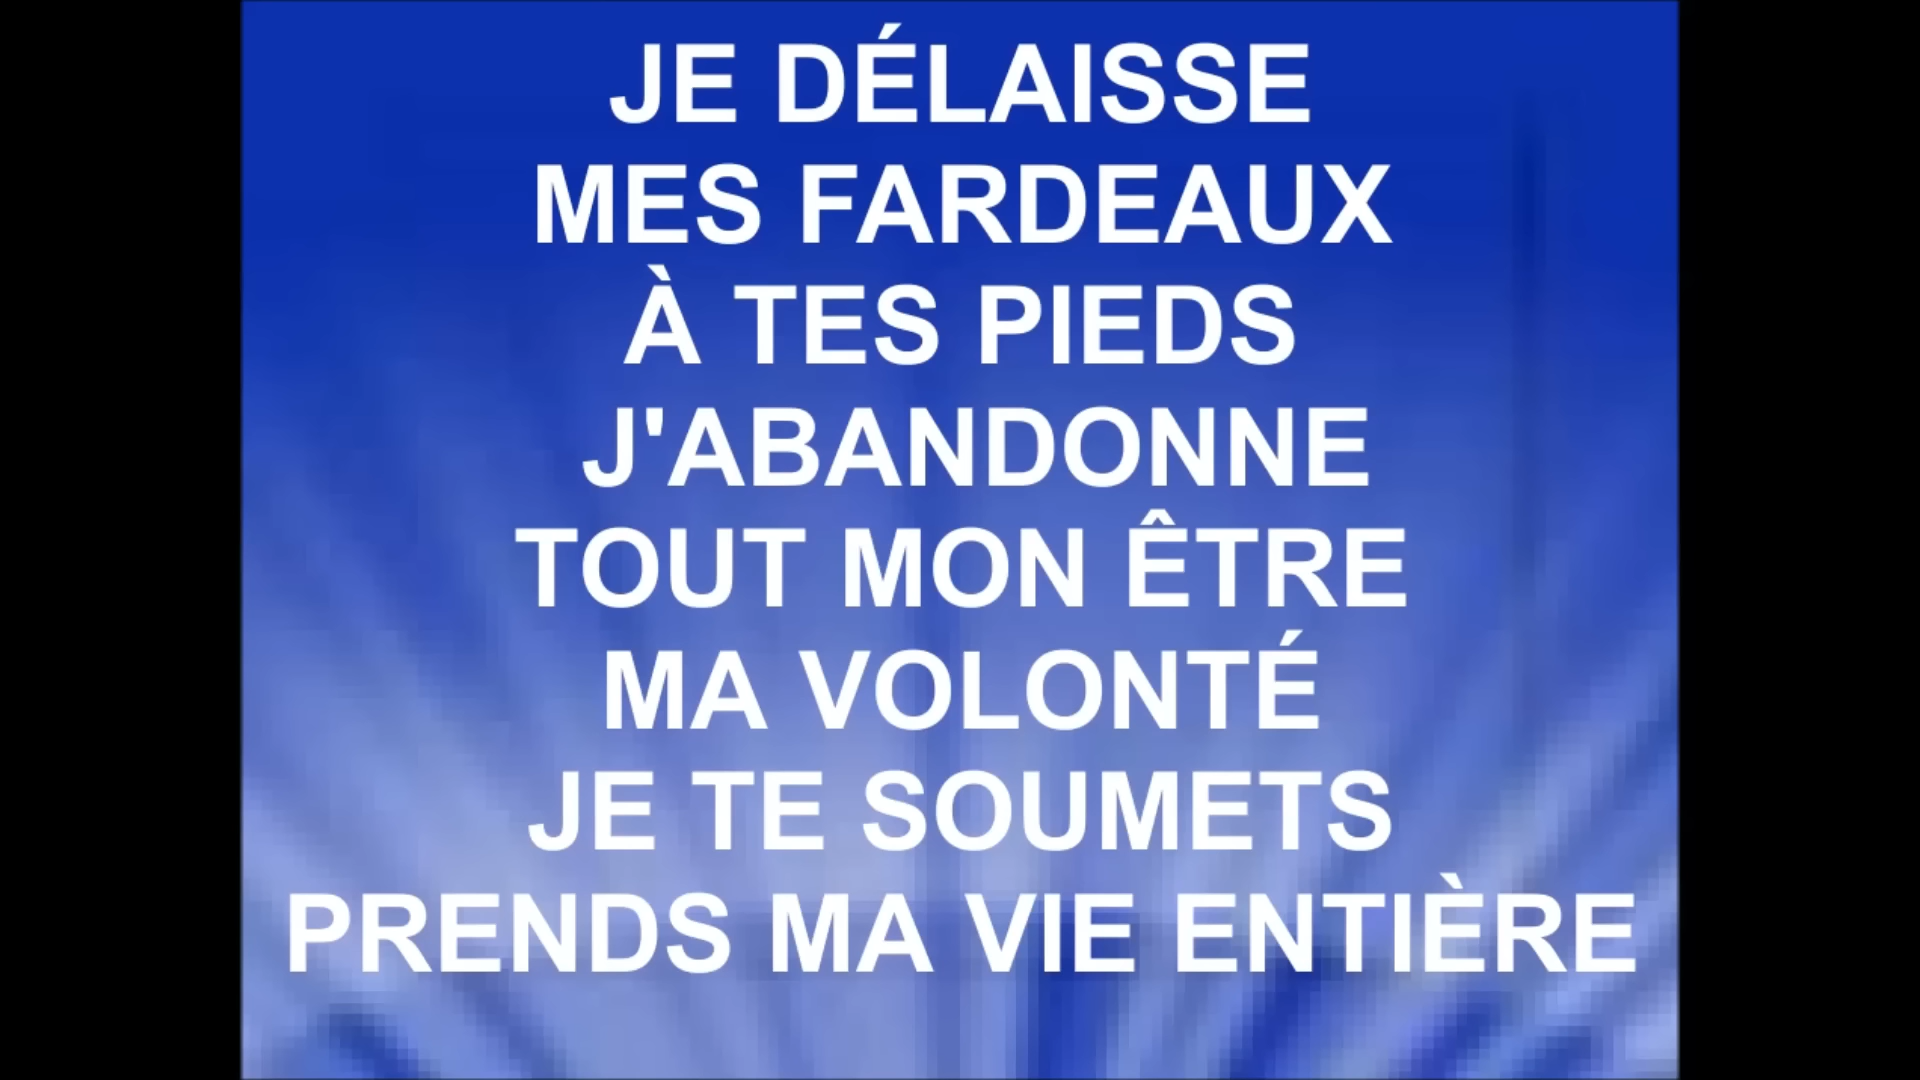 JE DÉLAISSE
MES FARDEAUX
À TES PIEDS
J'ABANDONNE
TOUT MON ÊTRE
MA VOLONTÉ
JE TE SOUMETS
PRENDS MA VIE ENTIÈRE